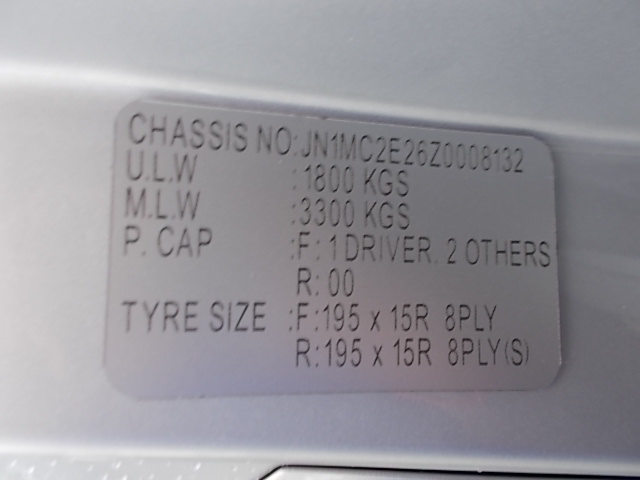 CHASSIS NO:JN1MC2E26Z0008132
U.L.W :1800 KGS
M.L.W :3300 KGS
P. CAP :F: 1 DRIVER. 2 OTHERS
R: 00
TYRE SIZE :F:195 x 15R 8PLY
R:195 x 15R 8PLY(S)